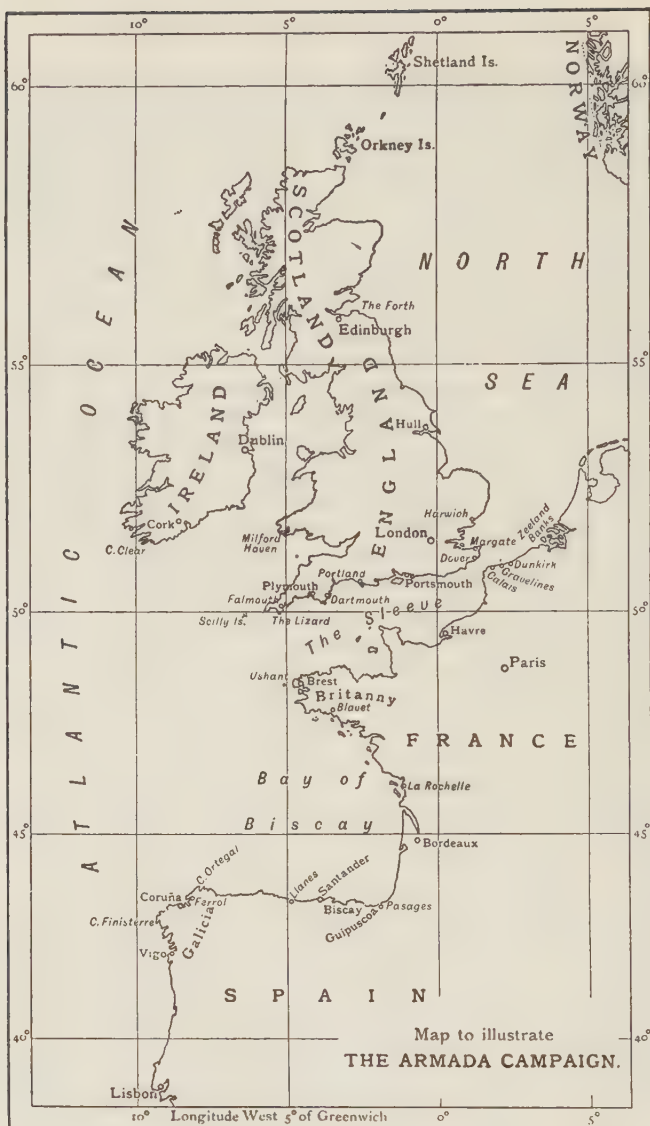 10°
5°
0°
5°
Shetland Is.
NORWAY
60°
60°
Orkney Is.
SCOTLAND
NORTH
SEA
ATLANTIC OCEAN
The Forth
Edinburgh
55°
55°
IRELAND
Dublin
ENGLAND
Hull
Cork
C.Clear
Milford
Haven
Harwich
London
Margate
Dover
Zeeland
Banks
Portland
Portsmouth
Dunkirk
Gravelines
Calais
Plymouth
Falmouth
Dartmouth
50°
50°
Scilly Is.
The Lizard
The Sleeve
Havre
Paris
Ushant
Brest
Britanny
Blauet
FRANCE
Bay of
Biscay
La Rochelle
45°
45°
Bordeaux
C. Ortegal
Coruña
Ferrol
Llanes
Santander
Biscay
Guipuscoa
Pasages
C. Finisterre
Galicia
Vigo
SPAIN
40°
40°
Map to illustrate
THE ARMADA CAMPAIGN.
Lisbon
10°
Longitude West 5° of Greenwich
0°
5°